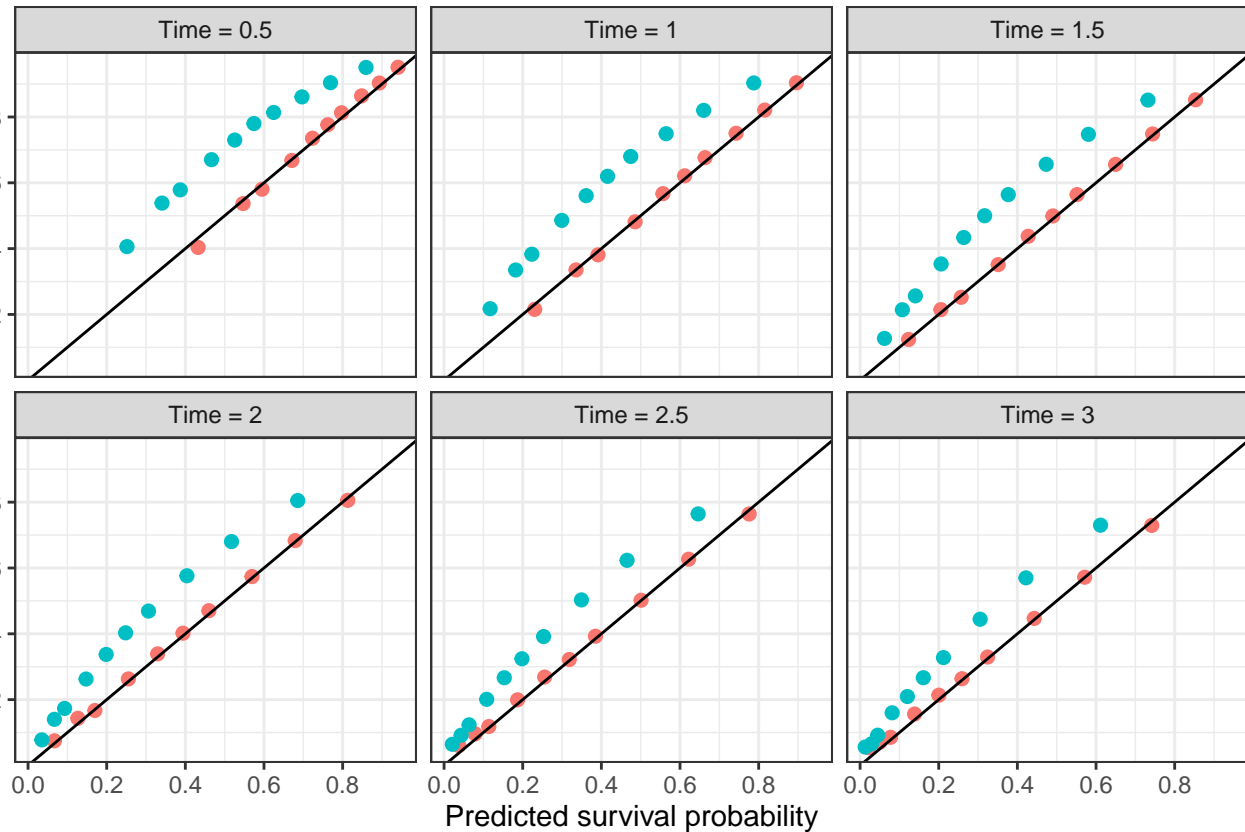 Time = 0.5
Time = 1
Time = 1.5
Time = 2
Time = 2.5
Time = 3
0.0 0.2 0.4 0.6 0.8 0.0 0.2 0.4 0.6 0.8 0.0 0.2 0.4 0.6 0.8
Predicted survival probability